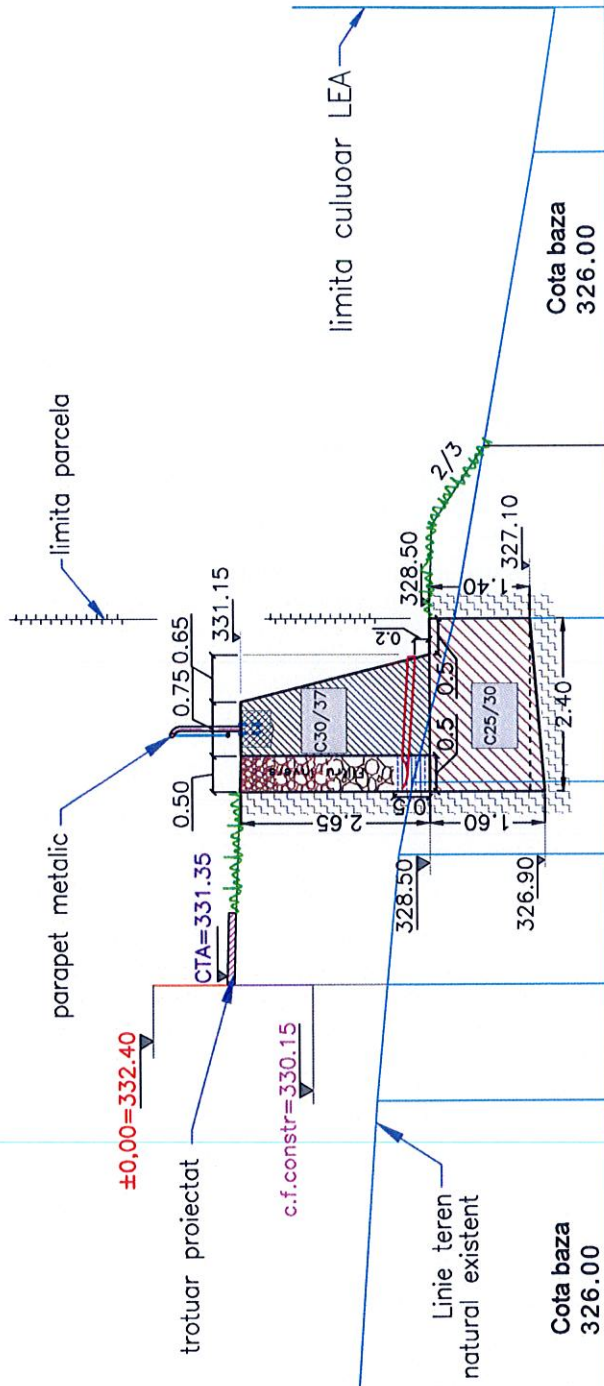 limita parcela
limita culuoar LEA
parapet metalic
0.50
0.75
0.65
331.15
±0,00=332.40
CTA=331.35
trotuar proiectat
c.f.constr=330.15
C30/37
Filtru invers
2.65
0.2
0.5
0.5
0.5
328.50
2/3
328.50
1.60
1.40
C25/30
327.10
326.90
2.40
Linie teren
natural existent
Cota baza
326.00
Cota baza
326.00